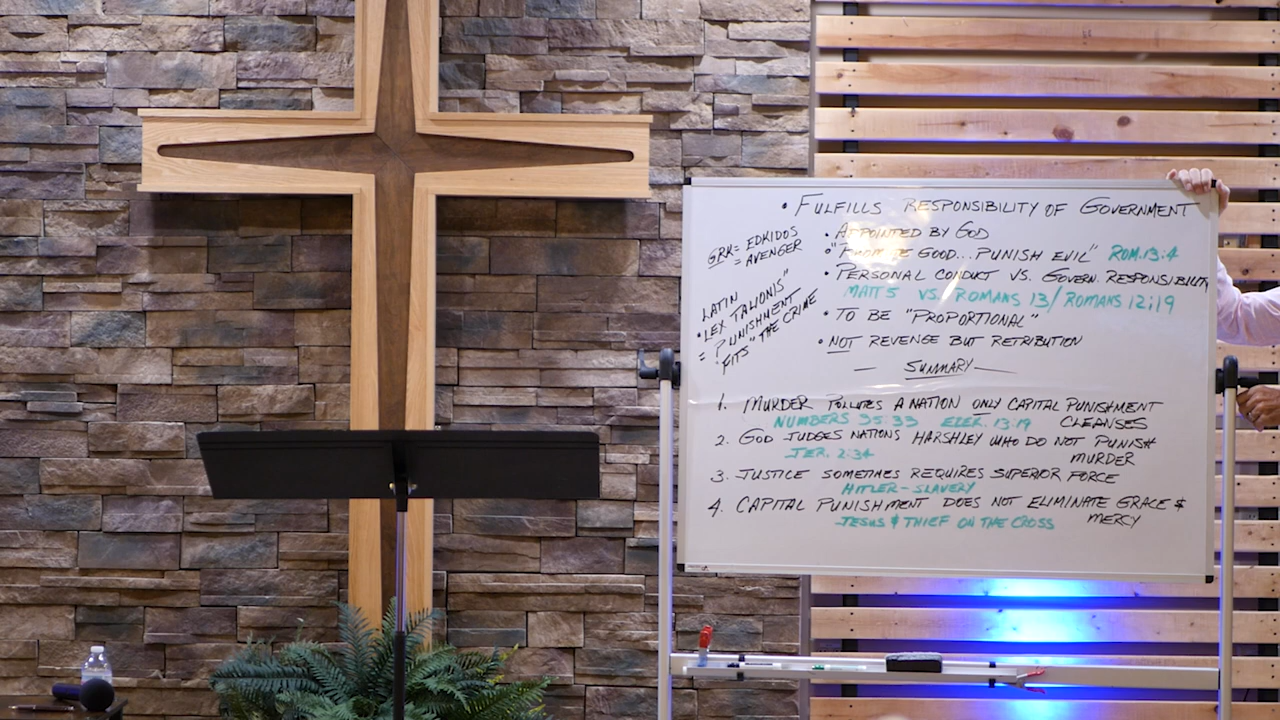 • FULFILLS RESPONSIBILITY OF GOVERNMENT
• APPOINTED BY GOD
GOOD... PUNISH EVIL" ROM. 13:4
• PERSONAL CONDUCT VS. GOVERN. RESPONSIBILITY
MATT 5 VS. ROMANS 13/ROMANS 12:19
• TO BE "PROPORTIONAL"
• NOT REVENGE BUT RETRIBUTION
GRK = EDKIDOS
= AVENGER
LATIN
• LEX TALIONIS"
= "PUNISHMENT
FITS" THE CRIME
— SUMMARY —
1. MURDER POLLUTES A NATION ONLY CAPITAL PUNISHMENT
CLEANSES
NUMBERS 35:33 EZEK. 13:19
2. GOD JUDGES NATIONS HARSHLEY WHO DO NOT PUNISH
MURDER
JER. 2:34
3. JUSTICE SOMETIMES REQUIRES SUPERIOR FORCE
HITLER - SLAVERY
4. CAPITAL PUNISHMENT DOES NOT ELIMINATE GRACE &
MERCY
JESUS & THIEF ON THE CROSS